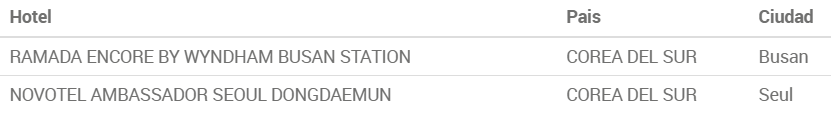 Hotel Pais Ciudad
RAMADA ENCORE BY WYNDHAM BUSAN STATION COREA DEL SUR Busan
NOVOTEL AMBASSADOR SEOUL DONGDAEMUN COREA DEL SUR Seul